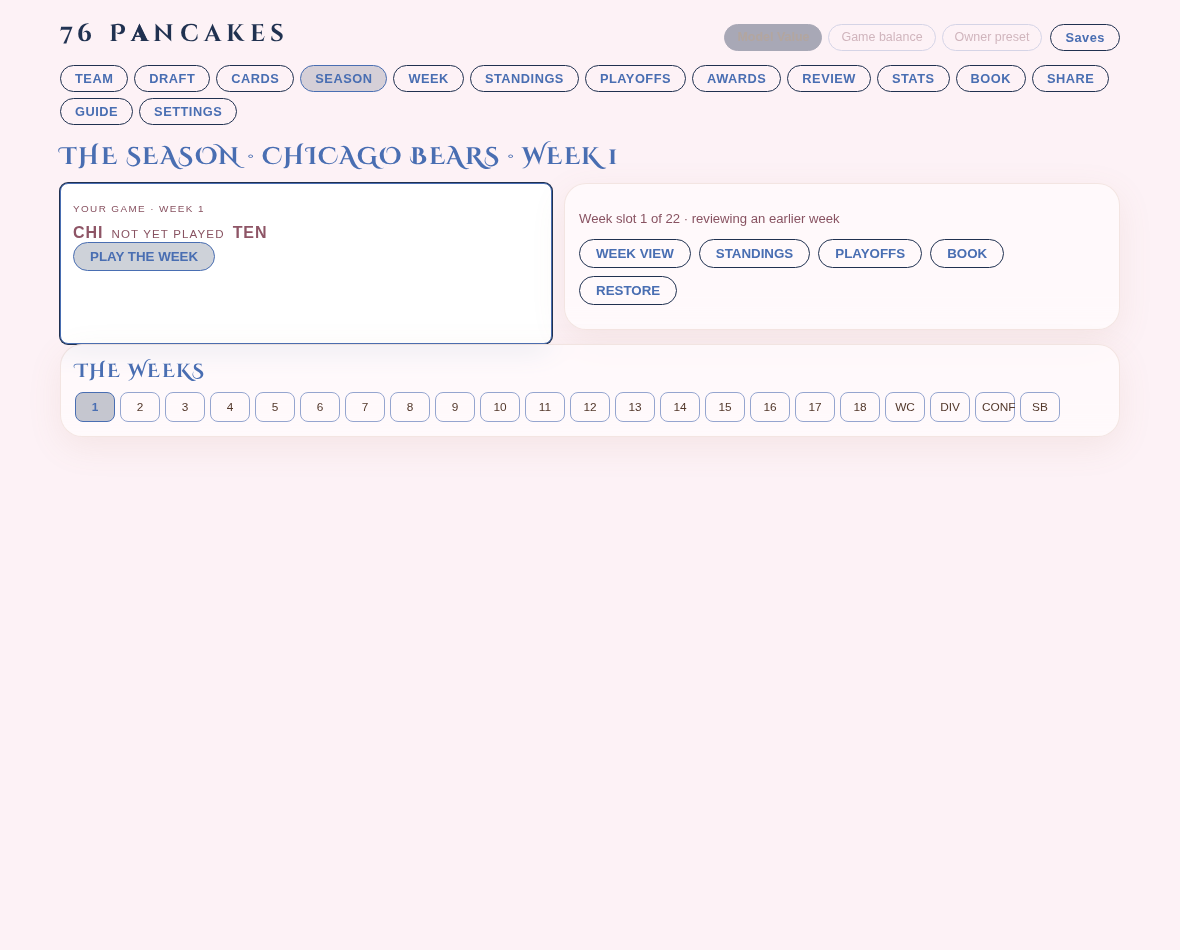 76 PANCAKES
Game balance
Owner preset
Saves
TEAM DRAFT CARDS SEASON WEEK STANDINGS PLAYOFFS AWARDS REVIEW STATS BOOK SHARE
GUIDE SETTINGS
THE SEASON · CHICAGO BEARS · WEEK 1
YOUR GAME · WEEK 1
CHI NOT YET PLAYED TEN
PLAY THE WEEK
Week slot 1 of 22 · reviewing an earlier week
WEEK VIEW STANDINGS PLAYOFFS BOOK
RESTORE
THE WEEKS
1 2 3 4 5 6 7 8 9 10 11 12 13 14 15 16 17 18 WC DIV CONF SB